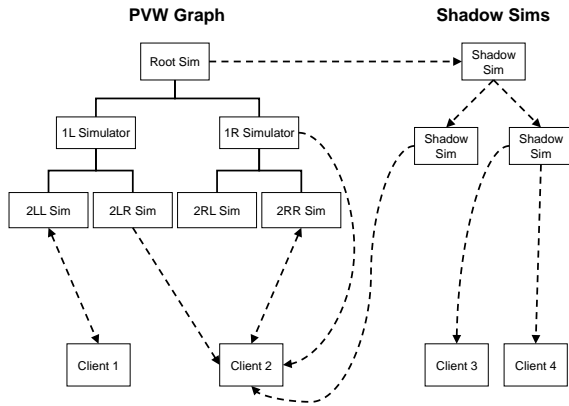 PVW Graph
Shadow Sims
Root Sim
Shadow
Sim
1L Simulator
1R Simulator
Shadow
Sim
Shadow
Sim
2LL Sim
2LR Sim
2RL Sim
2RR Sim
Client 1
Client 2
Client 3
Client 4